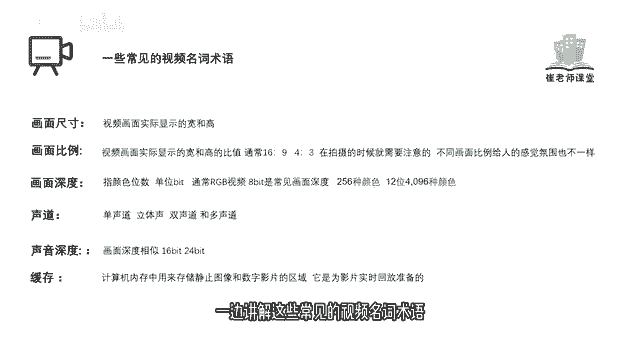 一些常见的视频名词术语
崔老师课堂
画面尺寸： 视频画面实际显示的宽和高
画面比例: 视频画面实际显示的宽和高的比值 通常16：9 4：3 在拍摄的时候就需要注意的 不同画面比例给人的感觉氛围也不一样
画面深度： 指颜色位数 单位bit 通常RGB视频 8bit是常见画面深度 256种颜色 12位4,096种颜色
声道： 单声道 立体声 双声道 和多声道
声音深度:： 画面深度相似 16bit 24bit
缓存： 计算机内存中用来存储静止图像和数字影片的区域 它是为影片实时回放准备的
一边讲解这些常见的视频名词术语